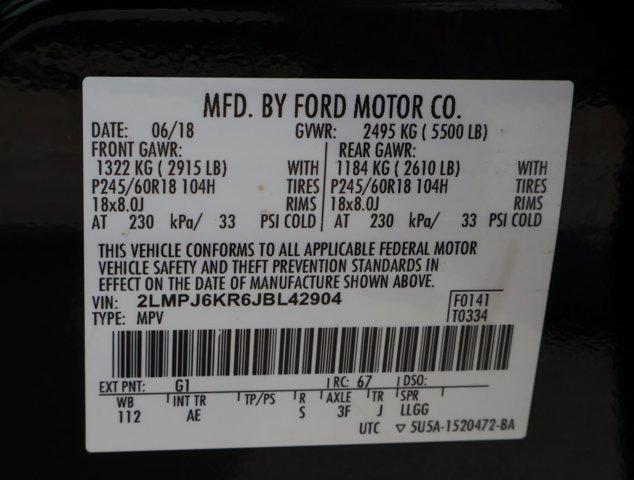 MFD. BY FORD MOTOR CO.
DATE: 06/18 GVWR: 2495 KG ( 5500 LB)
FRONT GAWR: REAR GAWR:
1322 KG ( 2915 LB) WITH 1184 KG ( 2610 LB) WITH
P245/60R18 104H TIRES P245/60R18 104H TIRES
18x8.0J RIMS 18x8.0J RIMS
AT 230 kPa/ 33 PSI COLD AT 230 kPa/ 33 PSI COLD
THIS VEHICLE CONFORMS TO ALL APPLICABLE FEDERAL MOTOR
VEHICLE SAFETY AND THEFT PREVENTION STANDARDS IN
EFFECT ON THE DATE OF MANUFACTURE SHOWN ABOVE.
VIN: 2LMPJ6KR6JBL42904 F0141
TYPE: MPV T0334
EXT PNT: G1 RC: 67 DSO:
WB INT TR TP/PS R AXLE TR SPR
112 AE S 3F J LLGG
UTC ▽ 5U5A-1520472-BA